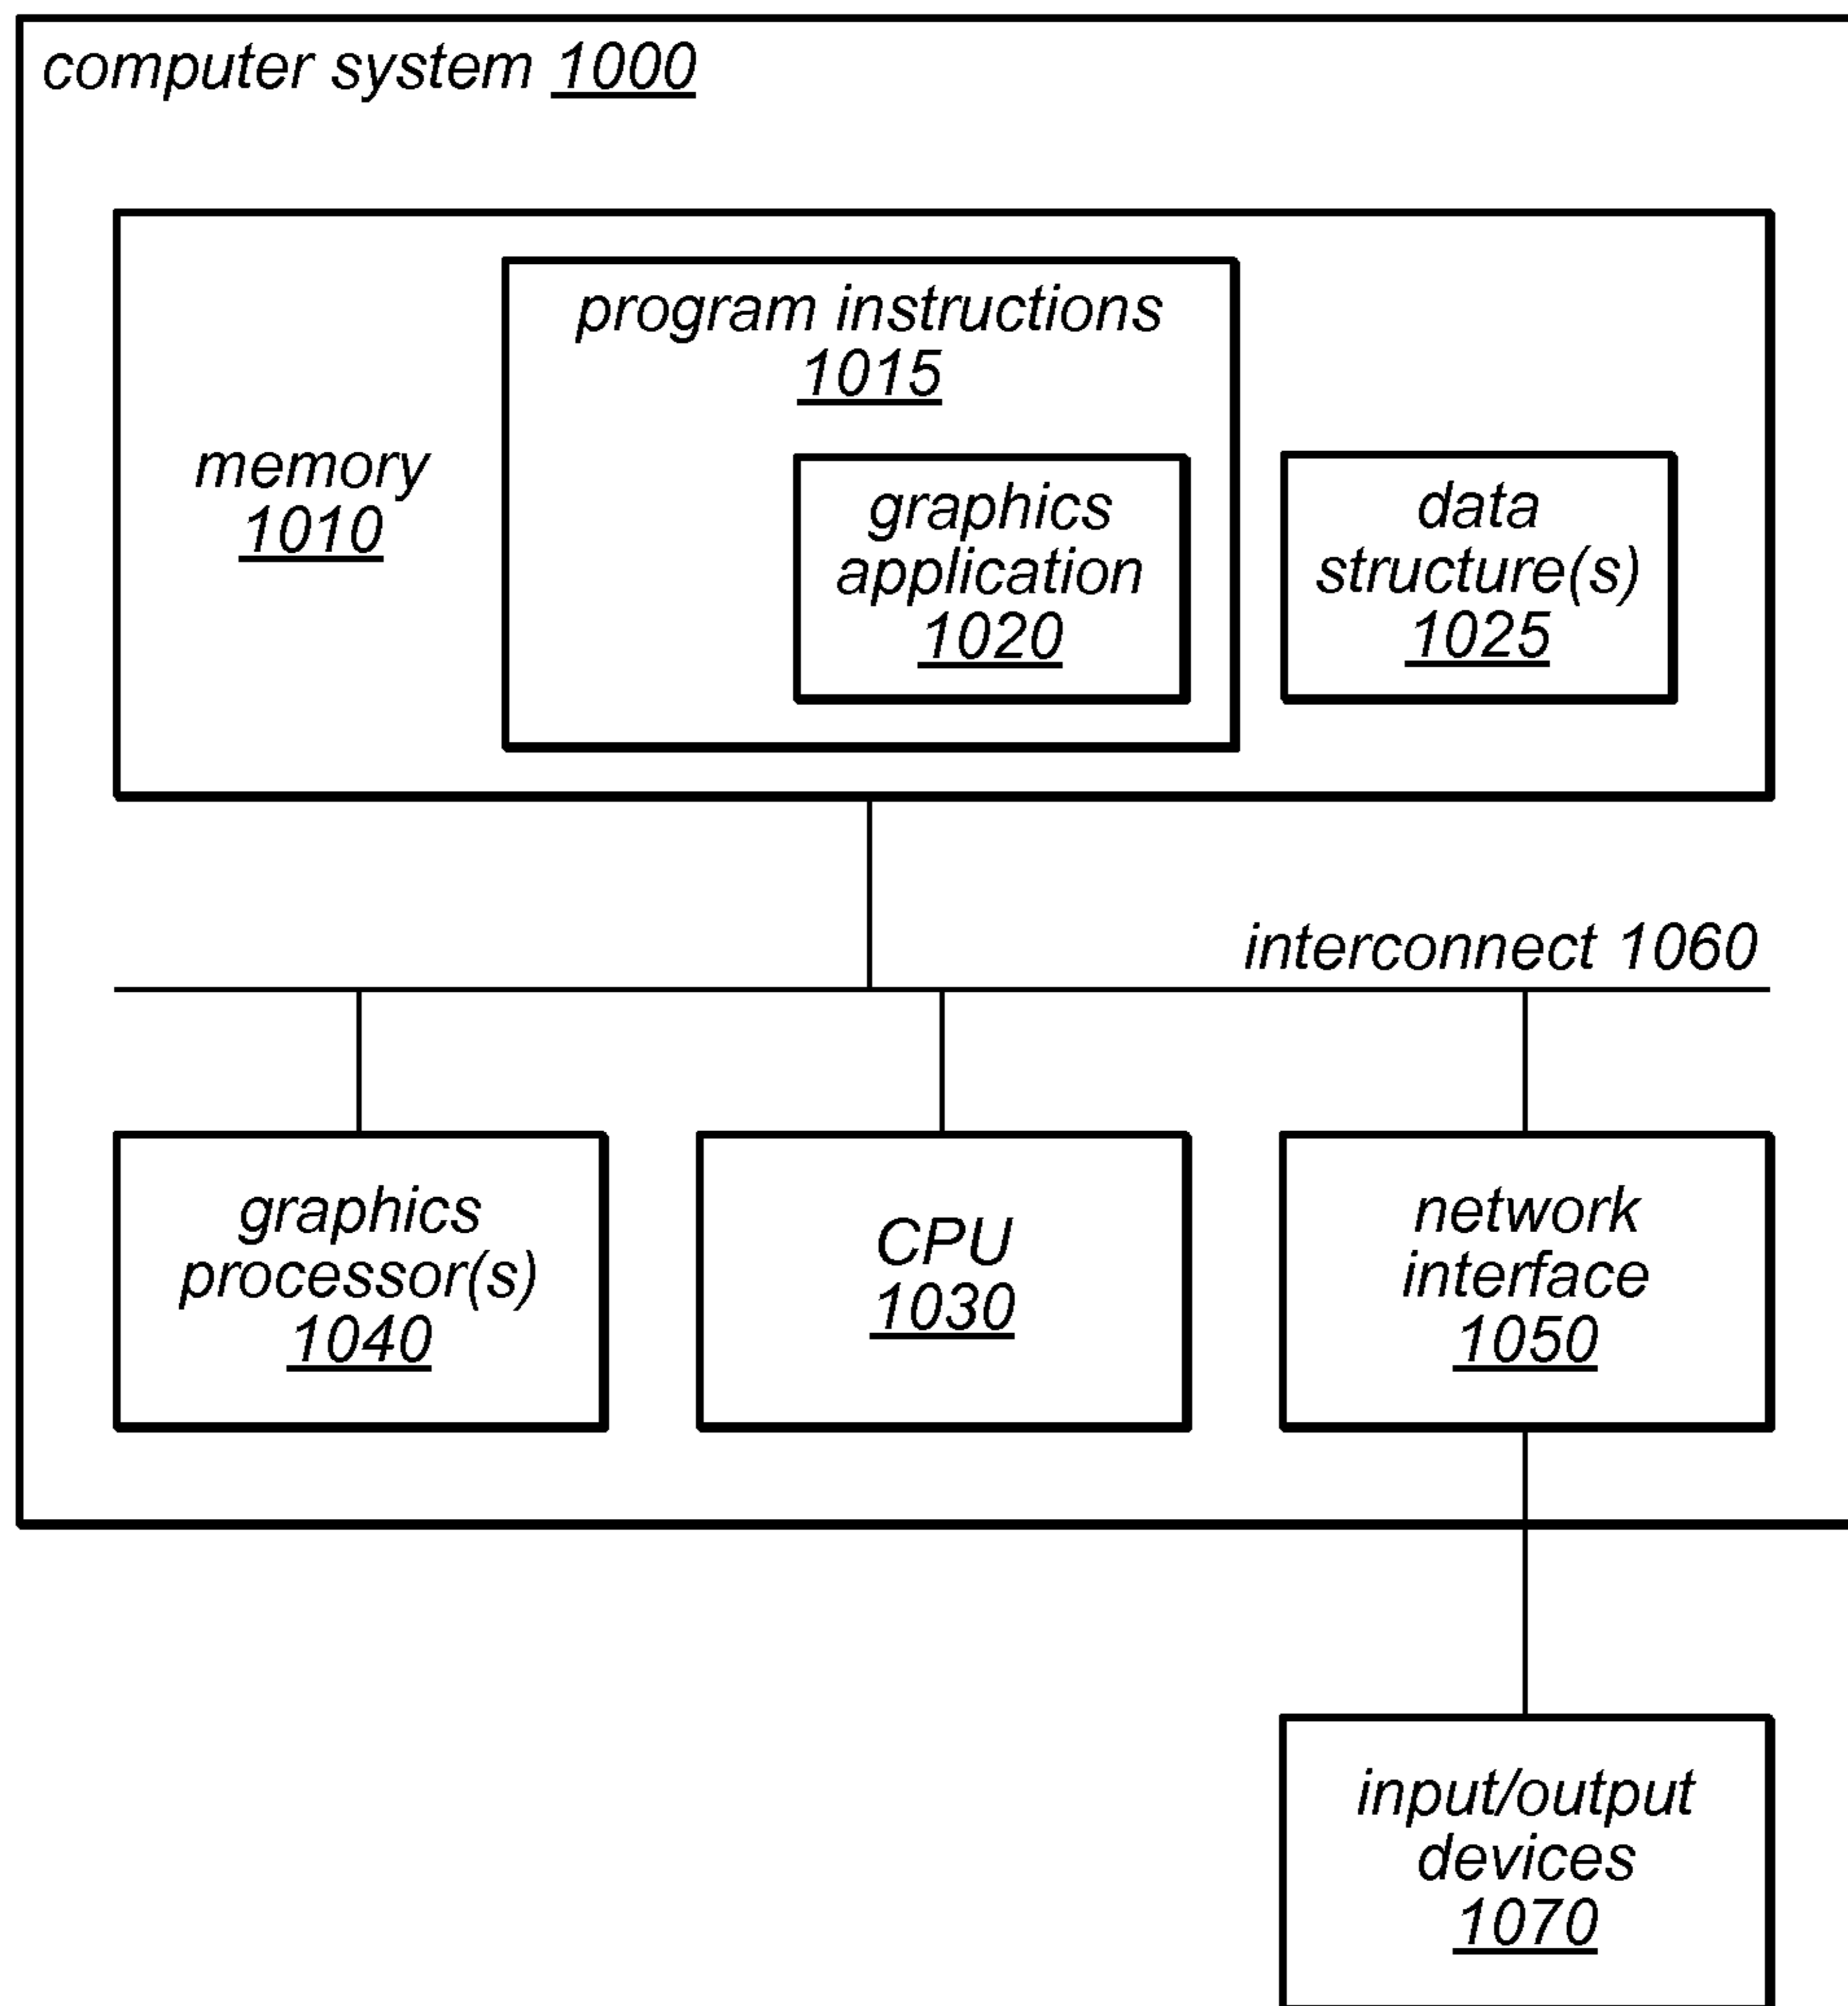 computer system 1000
program instructions
1015
memory
1010
graphics
application
1020
data
structure(s)
1025
interconnect 1060
graphics
processor(s)
1040
CPU
1030
network
interface
1050
input/output
devices
1070